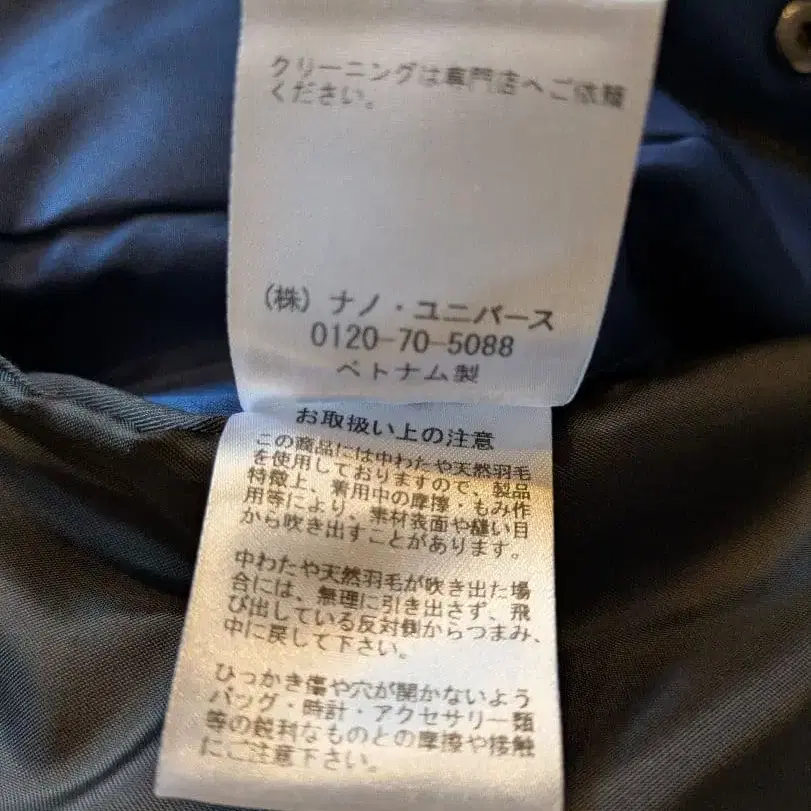 クリーニングは専門店へご依頼
ください。
(株) ナノ・ユニバース
0120-70-5088
ベトナム製
お取扱い上の注意
この商品には中わたや天然羽毛
を使用しておりますので、製品
特徴上、着用中の摩擦・もみ作
用等により、素材表面や縫い目
から吹き出すことがあります。
中わたや天然羽毛が吹き出た場
合には、無理に引き出さず、飛
び出している反対側からつまみ、
中に戻して下さい。
ひっかき傷や穴が開かないよう
バッグ・時計・アクセサリー類
等の鋭利なものとの摩擦や接触
にご注意下さい。